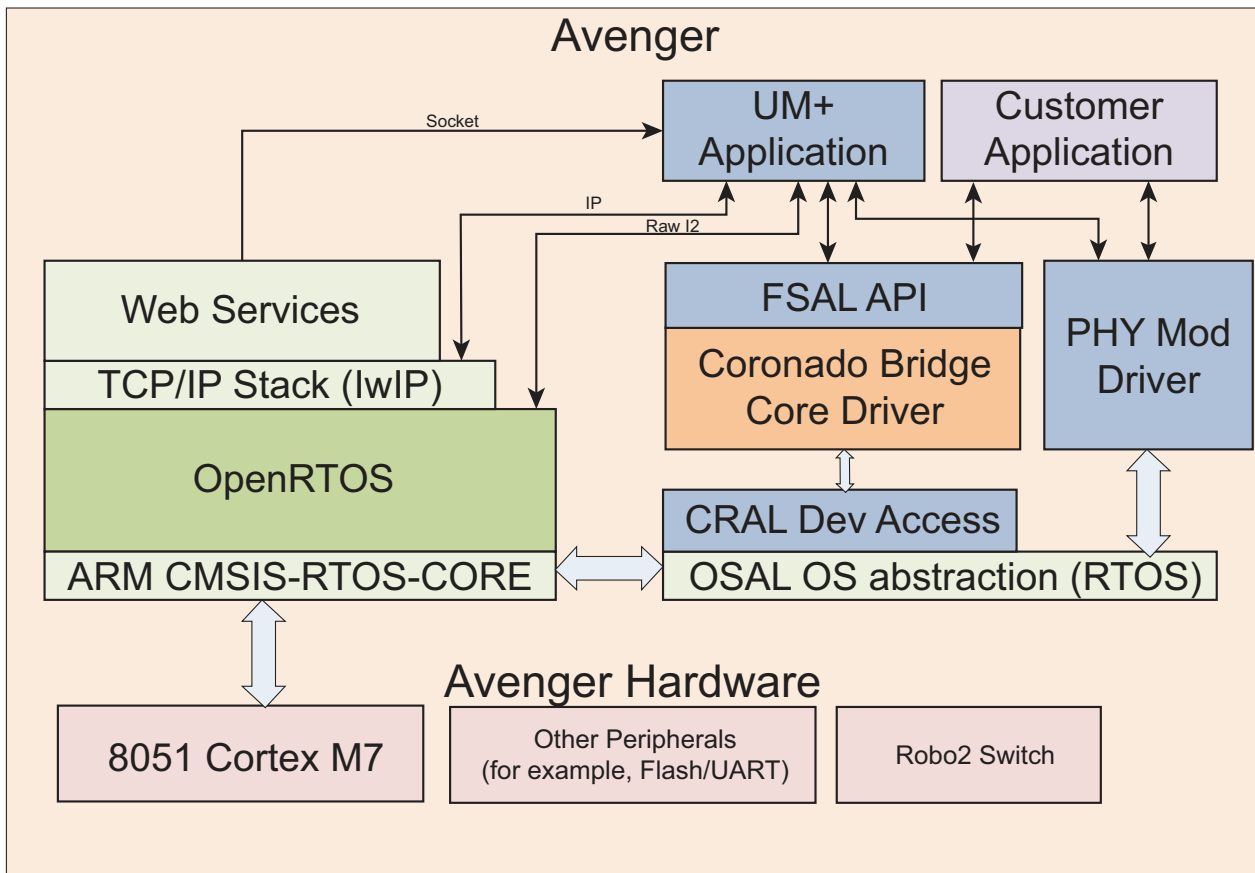 Avenger
UM+
Application
Customer
Application
Socket
IP
Raw I2
Web Services
FSAL API
PHY Mod
Driver
TCP/IP Stack (lwIP)
Coronado Bridge
Core Driver
OpenRTOS
CRAL Dev Access
ARM CMSIS-RTOS-CORE
OSAL OS abstraction (RTOS)
Avenger Hardware
8051 Cortex M7
Other Peripherals
(for example, Flash/UART)
Robo2 Switch